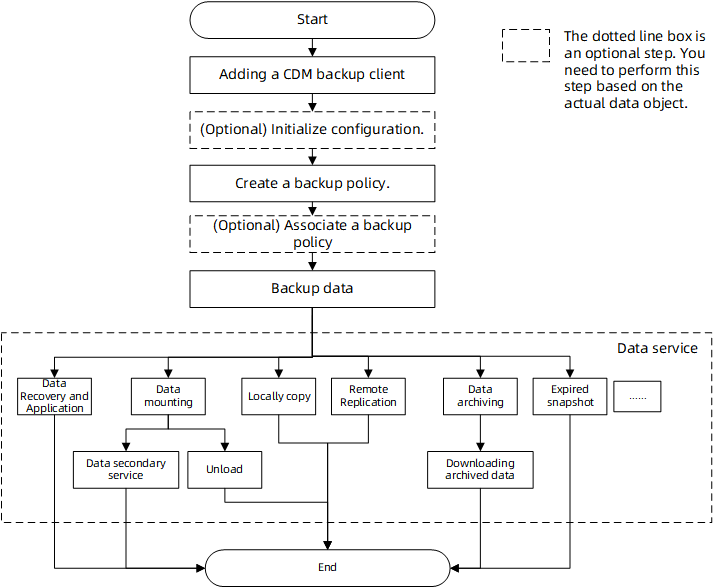 Start
The dotted line box is
an optional step. You
need to perform this
step based on the
actual data object.
Adding a CDM backup client
(Optional) Initialize configuration.
Create a backup policy.
(Optional) Associate a backup
policy
Backup data
Data service
Data
Recovery and
Application
Data
mounting
Locally copy
Remote
Replication
Data
archiving
Expired
snapshot
......
Data secondary
service
Unload
Downloading
archived data
End